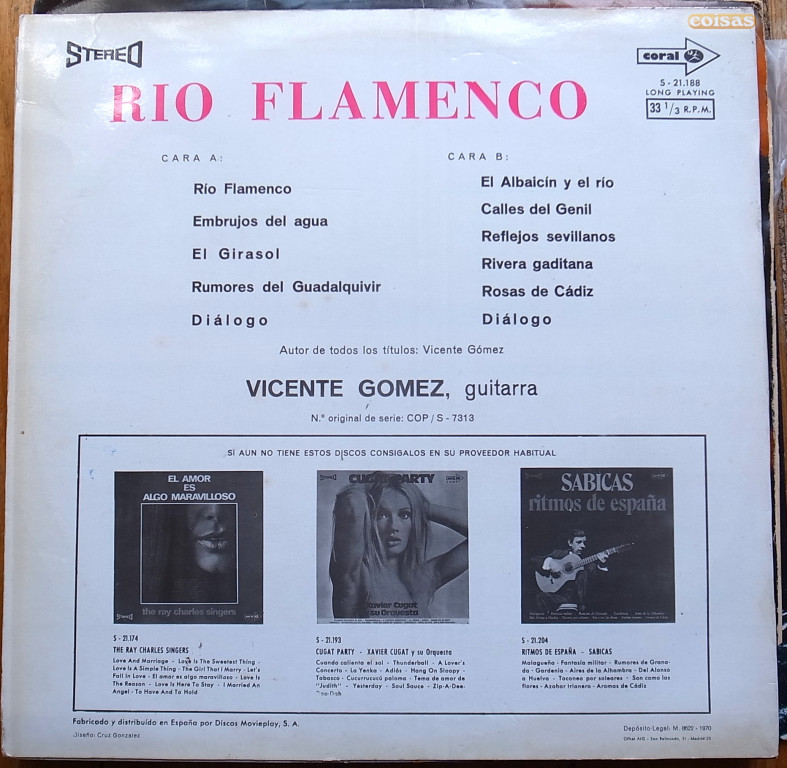 coisas
STEREO
coral
S - 21.188
LONG PLAYING
33 1/3 R.P.M.
RIO FLAMENCO
CARA A:
Río Flamenco
Embrujos del agua
El Girasol
Rumores del Guadalquivir
Diálogo
CARA B:
El Albaicín y el río
Calles del Genil
Reflejos sevillanos
Rivera gaditana
Rosas de Cádiz
Diálogo
Autor de todos los títulos: Vicente Gómez
VICENTE GOMEZ, guitarra
N.º original de serie: COP / S - 7313
SI AUN NO TIENE ESTOS DISCOS CONSIGALOS EN SU PROVEEDOR HABITUAL
EL AMOR
ES
ALGO MARAVILLOSO
the ray charles singers
S - 21.174
THE RAY CHARLES SINGERS
Love And Marriage - Love Is The Sweetest Thing -
Love Is A Simple Thing - The Girl That I Marry - Let's
Fall In Love - El amor es algo maravilloso - Love Is
The Reason - Love Is Here To Stay - I Married An
Angel - To Have And To Hold
CUGAT PARTY
Xavier Cugat
y su Orquesta
S - 21.193
CUGAT PARTY - XAVIER CUGAT y su Orquesta
Cuando calienta el sol - Thunderball - A Lover's
Concerto - La Yenka - Adiós - Hang On Sloopy -
Tabasco - Cucurrucucú paloma - Tema de amor de
"Judith" - Yesterday - Soul Sauce - Zip-A-Dee-
Doo-Dah
SABICAS
ritmos de españa
S - 21.204
RITMOS DE ESPAÑA - SABICAS
Malagueña - Fantasía militar - Rumores de Grana-
da - Gardenia - Aires de la Alhambra - Del Alosno
a Huelva - Taconeo por soleares - Son como las
flores - Azahar trianero - Aromas de Cádiz
Fabricado y distribuído en España por Discos Movieplay, S. A.
Diseño: Cruz González
Depósito-Legal: M. 8622 - 1970